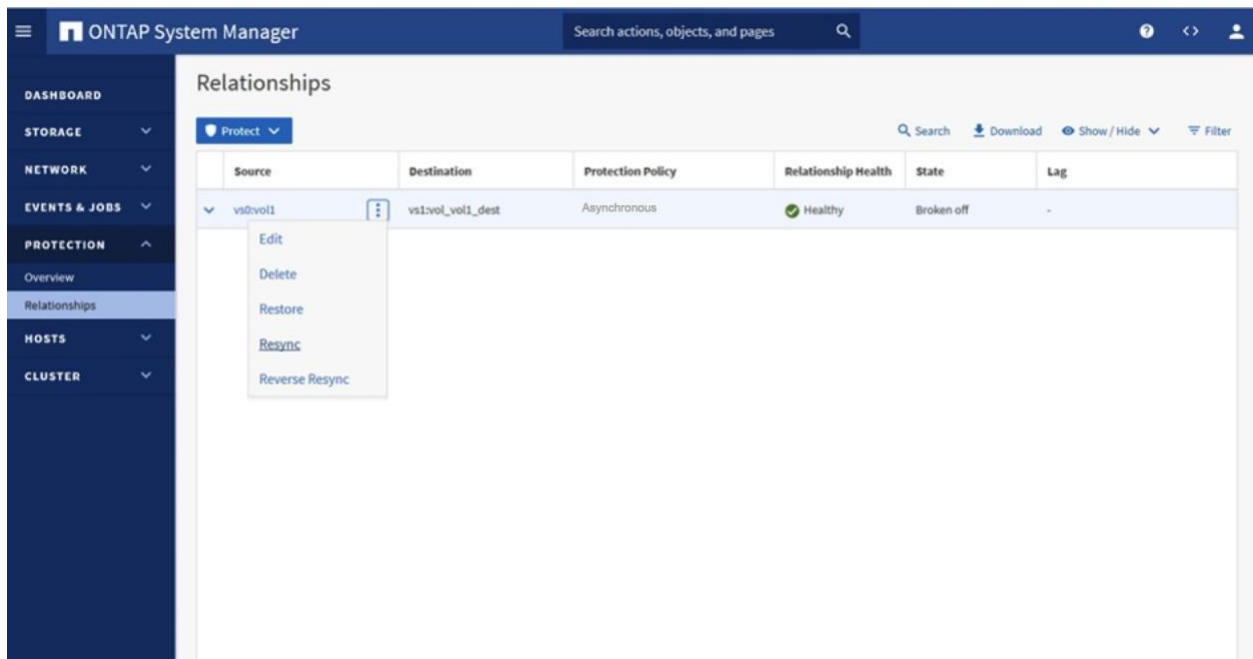 ONTAP System Manager
Search actions, objects, and pages
DASHBOARD
STORAGE
NETWORK
EVENTS & JOBS
PROTECTION
Overview
Relationships
HOSTS
CLUSTER
Relationships
Protect
Search Download Show / Hide Filter
Source Destination Protection Policy Relationship Health State Lag
vs0:vol1 vs1:vol_vol1_dest Asynchronous Healthy Broken off -
Edit
Delete
Restore
Resync
Reverse Resync